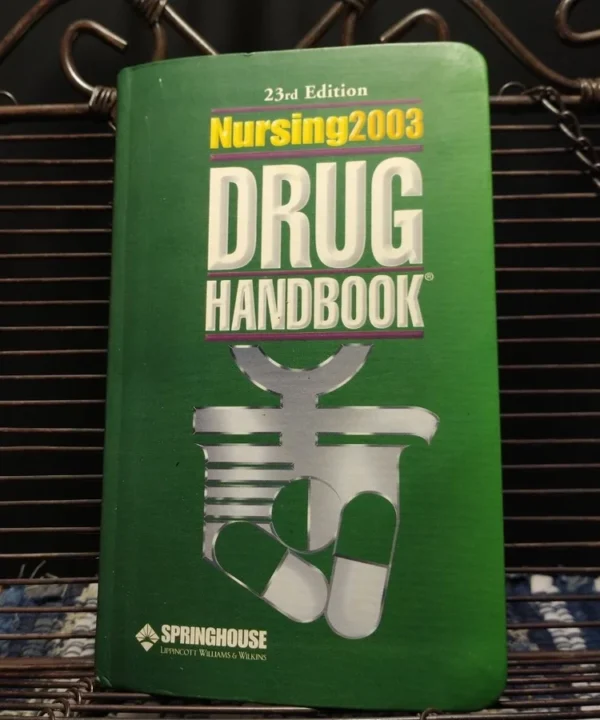 23rd Edition
Nursing2003
DRUG
HANDBOOK®
SPRINGHOUSE
LIPPINCOTT WILLIAMS & WILKINS